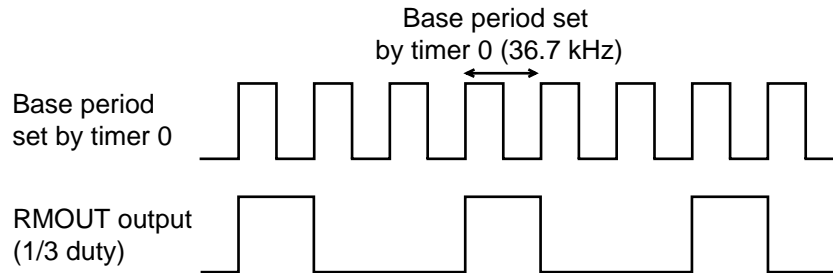 Base period set
by timer 0 (36.7 kHz)
Base period
set by timer 0
RMOUT output
(1/3 duty)